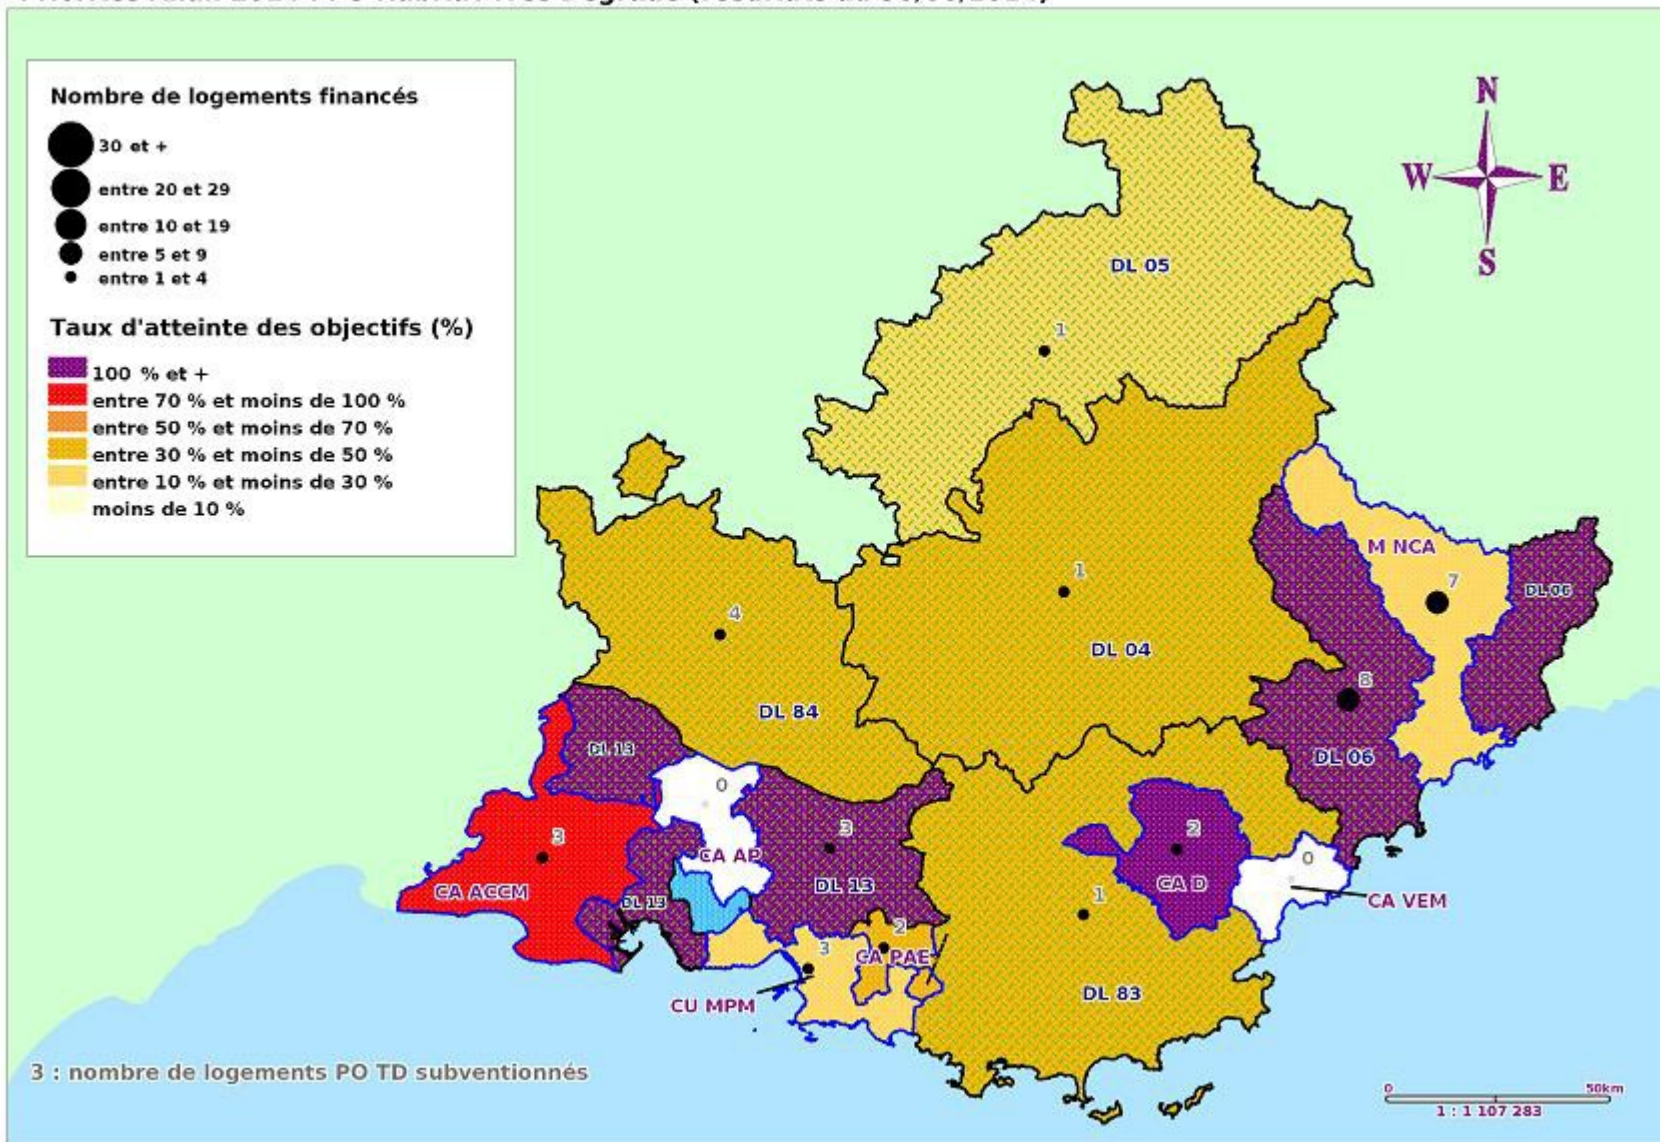 Nombre de logements financés
30 et +
entre 20 et 29
entre 10 et 19
entre 5 et 9
entre 1 et 4
Taux d'atteinte des objectifs (%)
100 % et +
entre 70 % et moins de 100 %
entre 50 % et moins de 70 %
entre 30 % et moins de 50 %
entre 10 % et moins de 30 %
moins de 10 %
N
W E
S
DL 05
1
M NCA
7
DL 06
1
4
DL 04
8
DL 84
DL 13
DL 06
0
3
3
2
0
CA AP
CA ACCM
DL 13
CA D
DL 13
CA VEM
1
2
3
CA PAE
DL 83
CU MPM
3 : nombre de logements PO TD subventionnés
0 50km
1 : 1 107 283